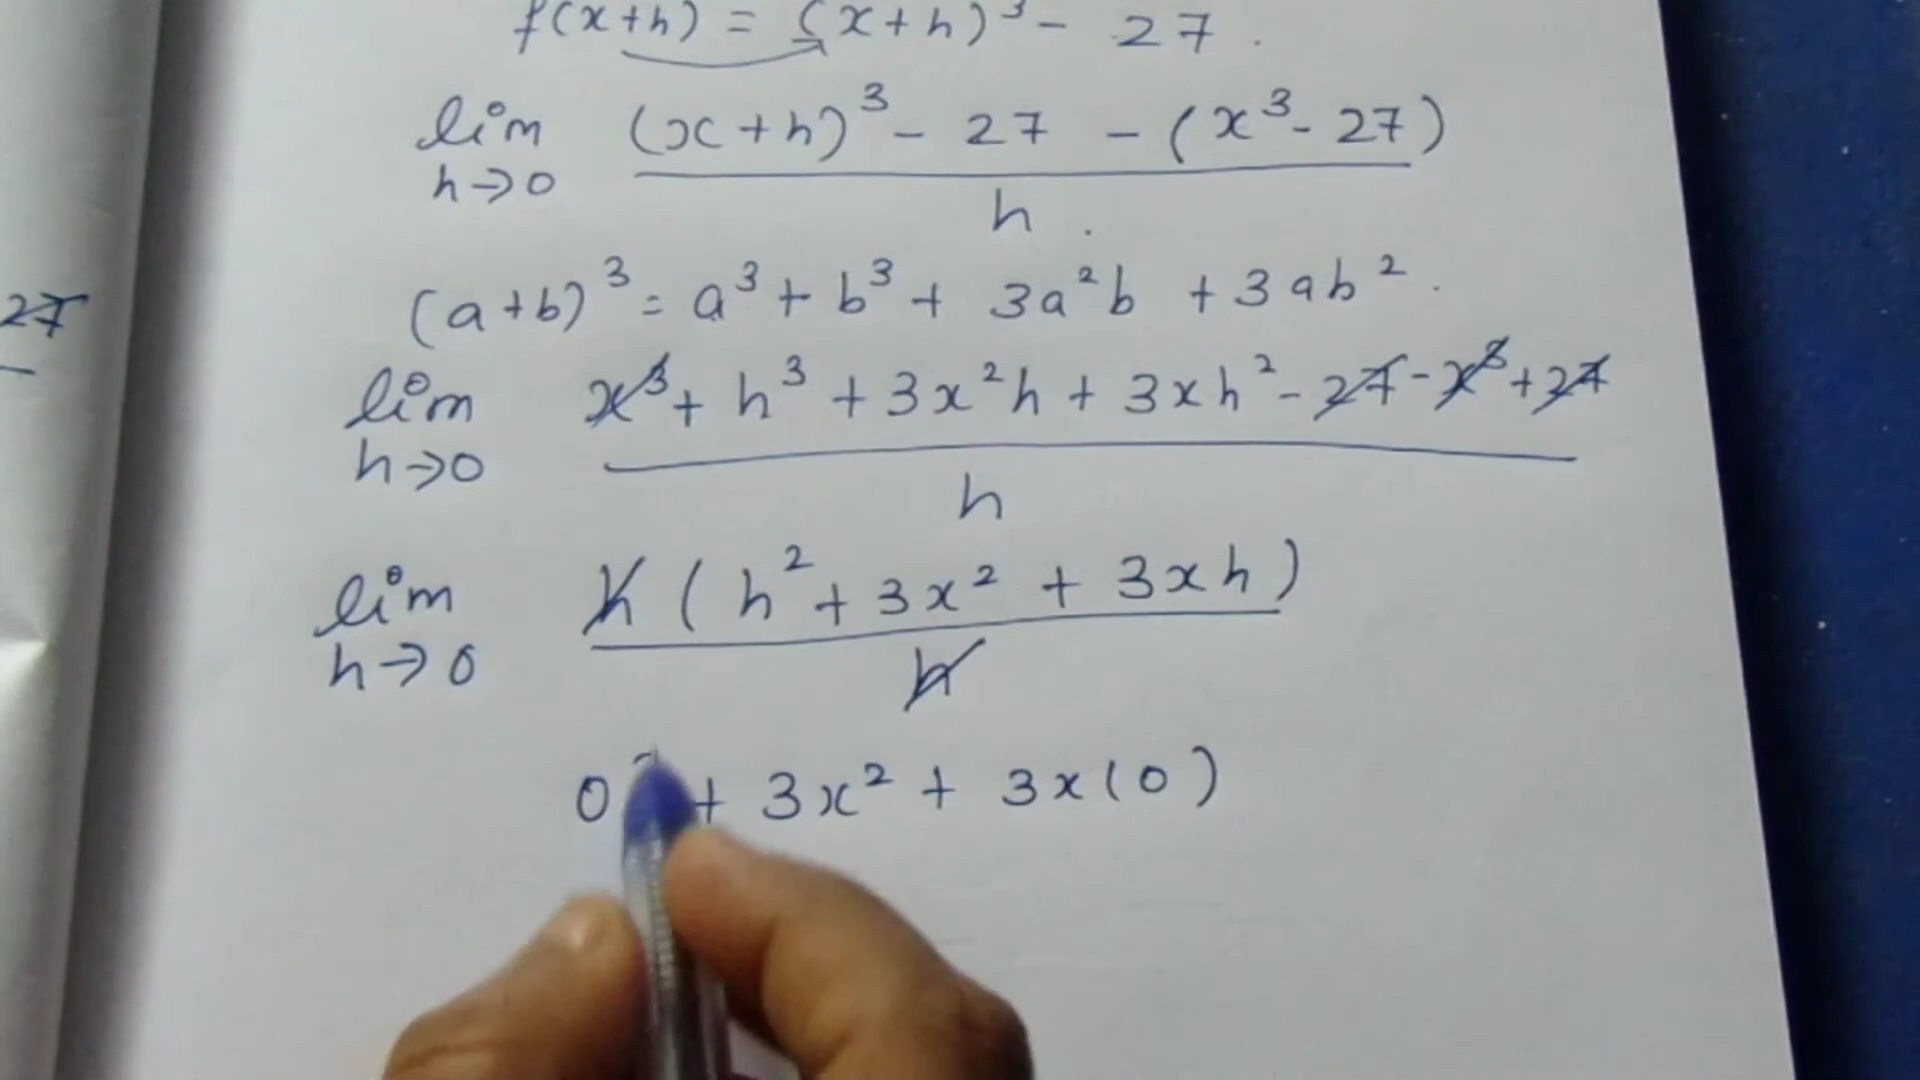 f(x+h) = (x+h)³ - 27 .
lim (x+h)³ - 27 - (x³ - 27)
h→0 h .
(a+b)³ = a³ + b³ + 3a²b + 3ab² .
27
lim x³ + h³ + 3x²h + 3xh² - 27 - x³ + 27
h→0 h
lim h ( h² + 3x² + 3xh )
h→0 h
0 + 3x² + 3x(0)